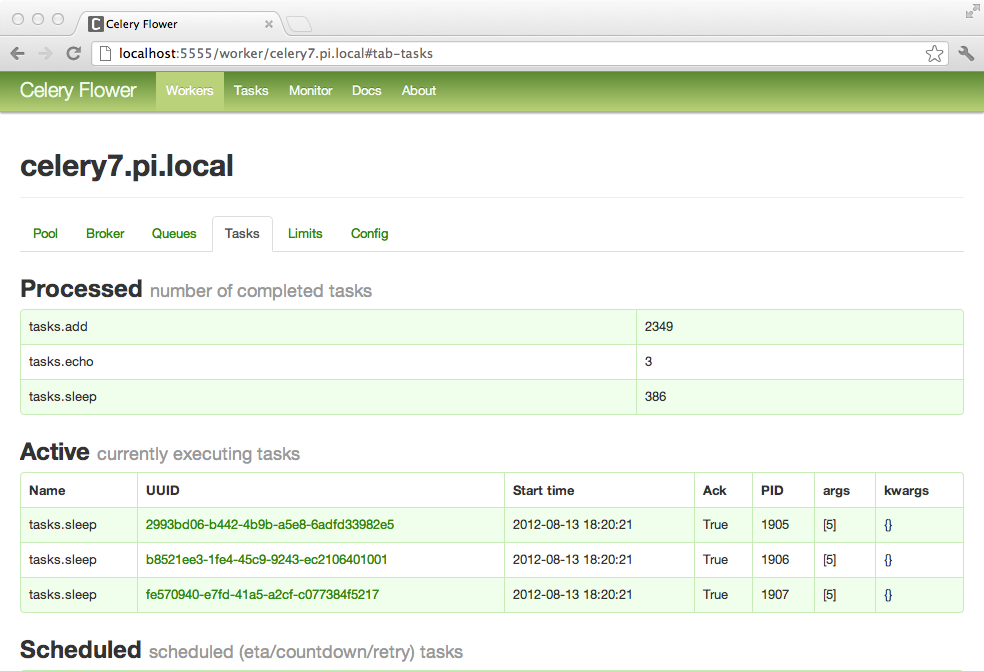 Celery Flower
localhost:5555/worker/celery7.pi.local#tab-tasks
Celery Flower Workers Tasks Monitor Docs About
celery7.pi.local
Pool Broker Queues Tasks Limits Config
Processed number of completed tasks
tasks.add 2349
tasks.echo 3
tasks.sleep 386
Active currently executing tasks
Name UUID Start time Ack PID args kwargs
tasks.sleep 2993bd06-b442-4b9b-a5e8-6adfd33982e5 2012-08-13 18:20:21 True 1905 [5] {}
tasks.sleep b8521ee3-1fe4-45c9-9243-ec2106401001 2012-08-13 18:20:21 True 1906 [5] {}
tasks.sleep fe570940-e7fd-41a5-a2cf-c077384f5217 2012-08-13 18:20:21 True 1907 [5] {}
Scheduled scheduled (eta/countdown/retry) tasks